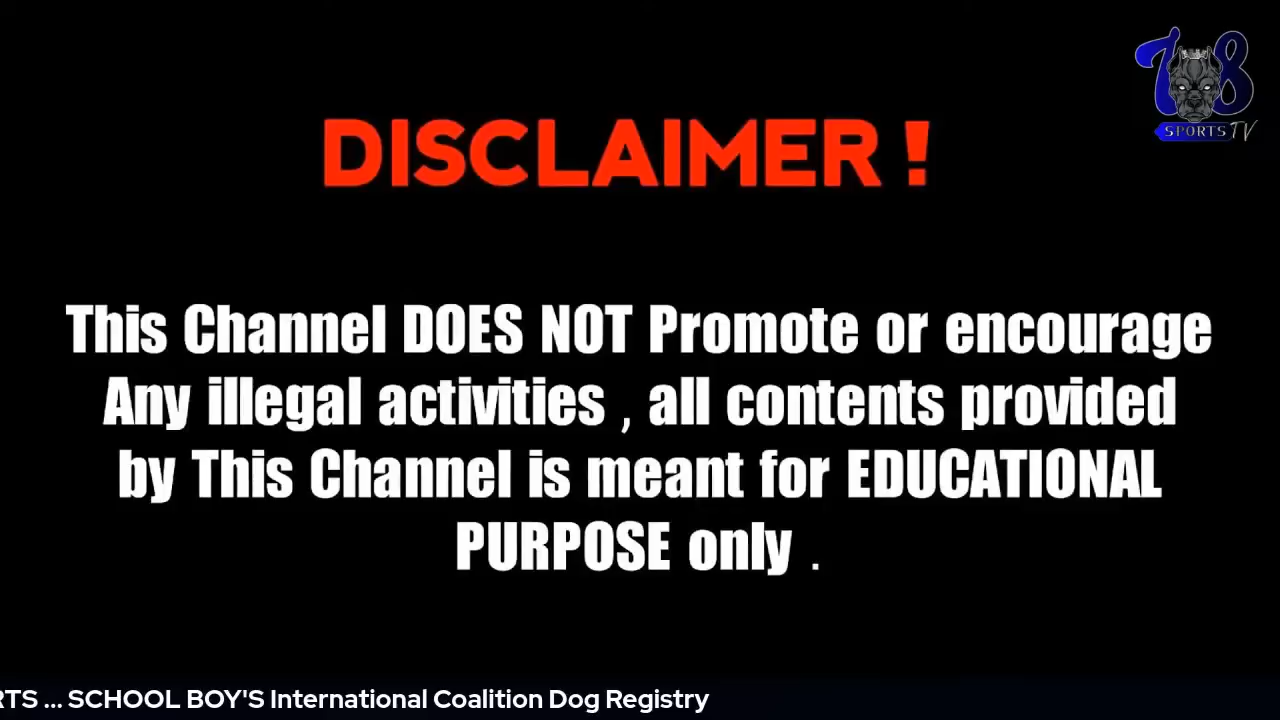 718
SPORTS TV
DISCLAIMER !
This Channel DOES NOT Promote or encourage
Any illegal activities , all contents provided
by This Channel is meant for EDUCATIONAL
PURPOSE only .
RTS ... SCHOOL BOY'S International Coalition Dog Registry